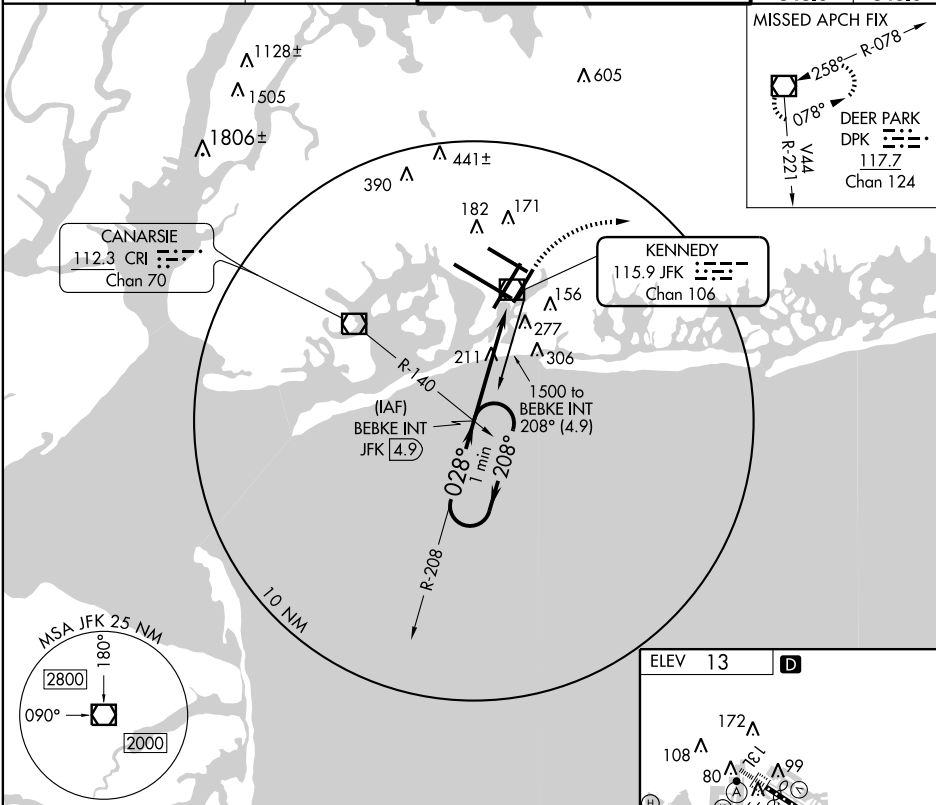 MISSED APCH FIX
R-078
258°
078°
DEER PARK
DPK
117.7
Chan 124
V44
R-221
1128±
1505
1806±
605
441±
390
182
171
CANARSIE
112.3 CRI
Chan 70
KENNEDY
115.9 JFK
Chan 106
156
277
211
306
R-140
1500 to
BEBKE INT
208° (4.9)
(IAF)
BEBKE INT
JFK 4.9
028°
1 min
208°
R-208
10 NM
MSA JFK 25 NM
180°
2800
090°
2000
ELEV 13
D
172
108
13L
80
99
A
H
V